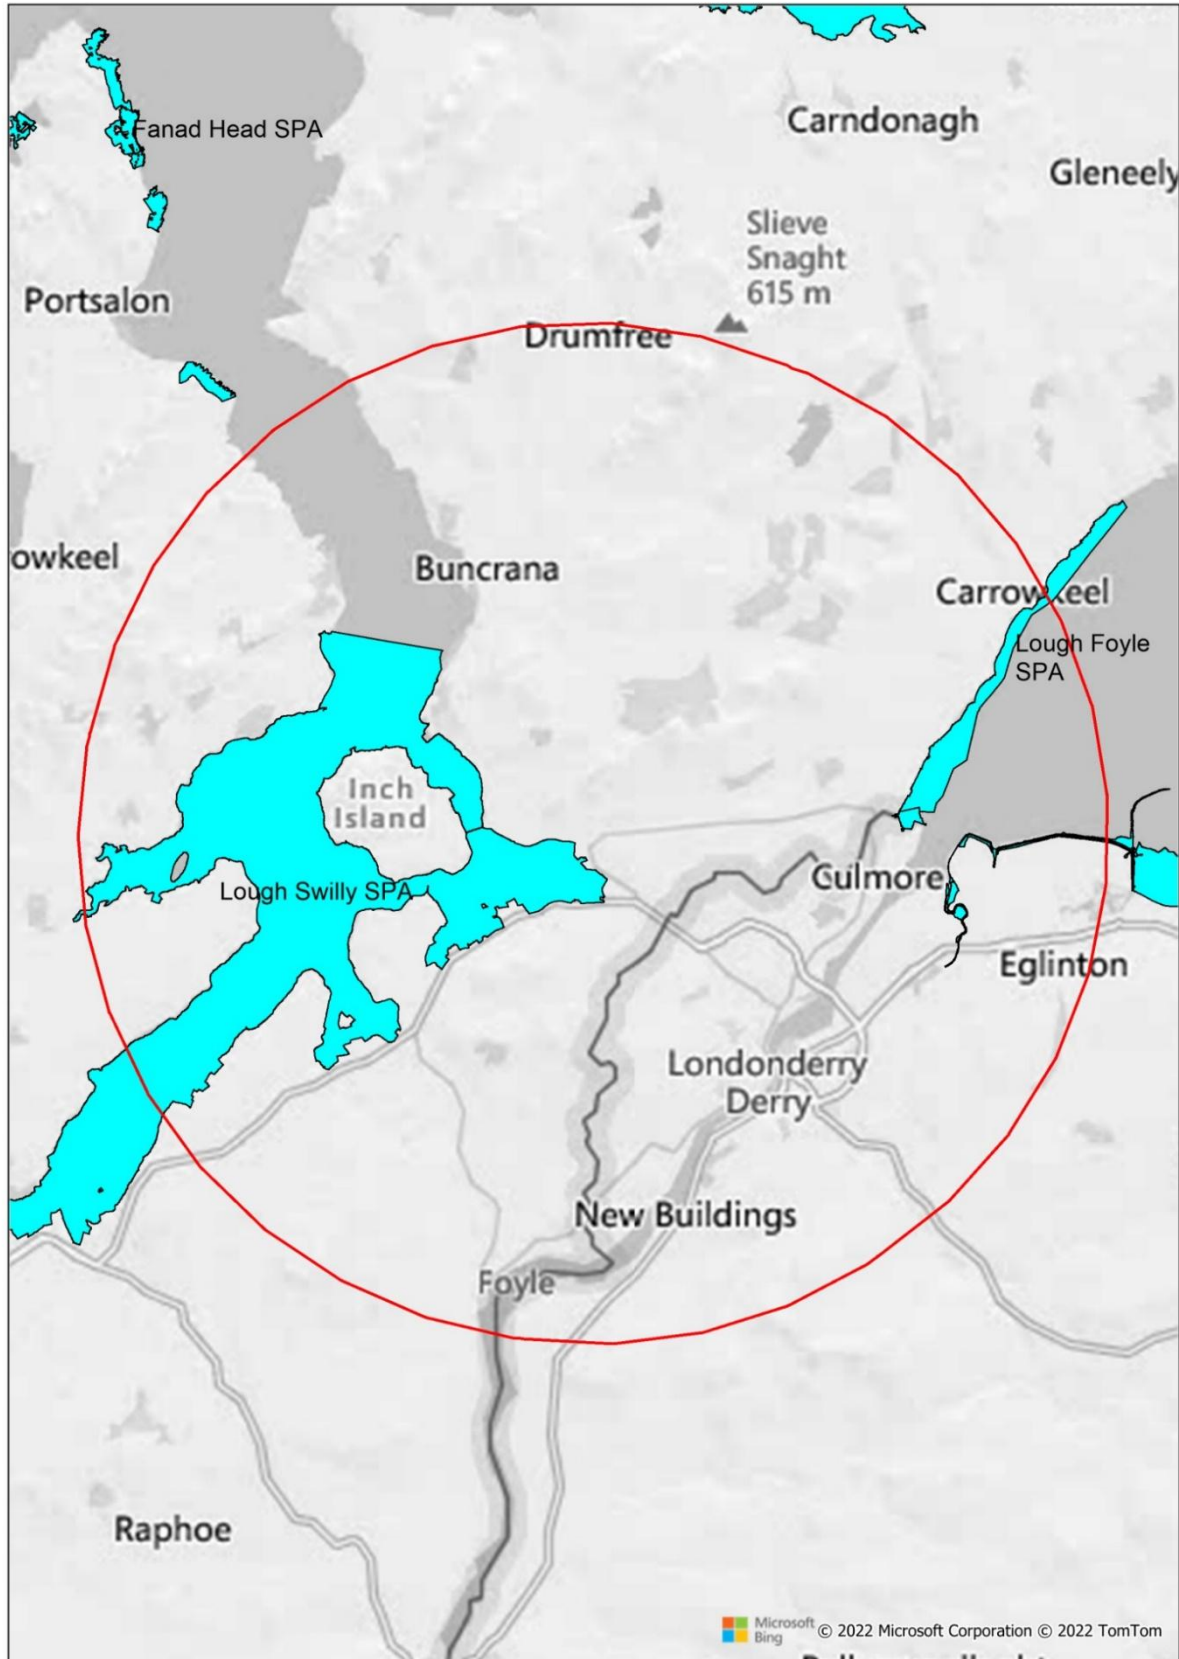 Fanad Head SPA
Carndonagh
Gleneely
Slieve
Snaght
615 m
Portsalon
Drumfree
owkeel
Buncrana
Carrowkeel
Lough Foyle
SPA
Inch
Island
Lough Swilly SPA
Culmore
Eglinton
Londonderry
Derry
New Buildings
Foyle
Raphoe
Microsoft
Bing
© 2022 Microsoft Corporation © 2022 TomTom